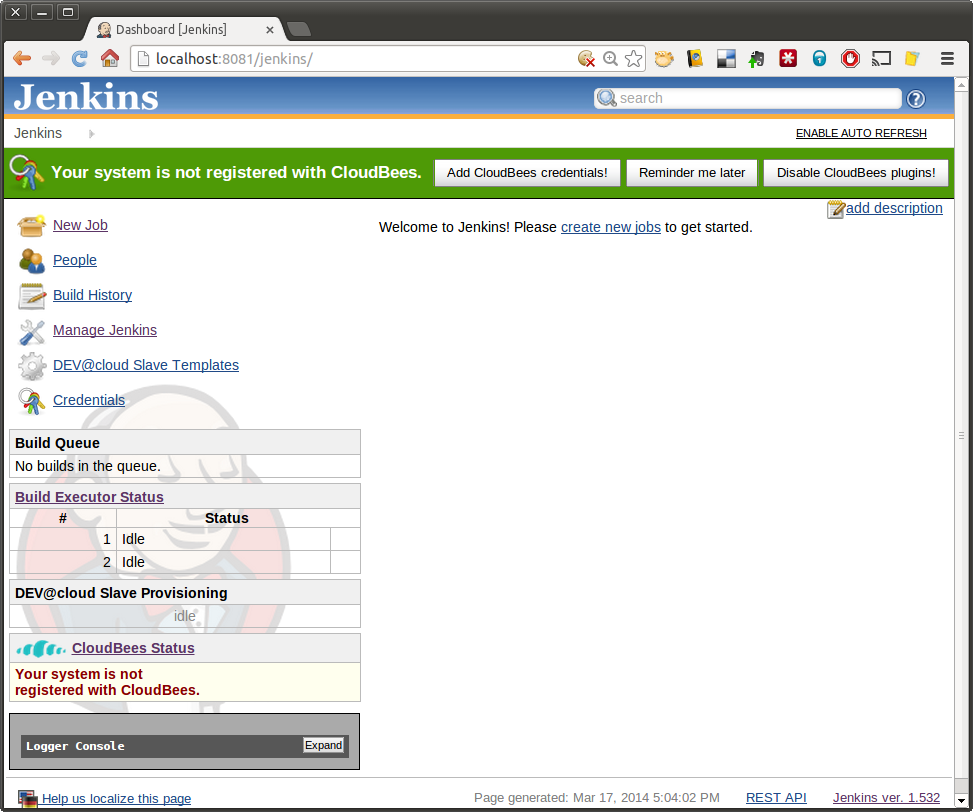 Dashboard [Jenkins]
localhost:8081/jenkins/
Jenkins
search
Jenkins
ENABLE AUTO REFRESH
Your system is not registered with CloudBees.
Add CloudBees credentials!
Reminder me later
Disable CloudBees plugins!
add description
New Job
Welcome to Jenkins! Please create new jobs to get started.
People
Build History
Manage Jenkins
DEV@cloud Slave Templates
Credentials
Build Queue
No builds in the queue.
Build Executor Status
# Status
1 Idle
2 Idle
DEV@cloud Slave Provisioning
idle
CloudBees Status
Your system is not
registered with CloudBees.
Logger Console
Expand
Help us localize this page
Page generated: Mar 17, 2014 5:04:02 PM
REST API
Jenkins ver. 1.532